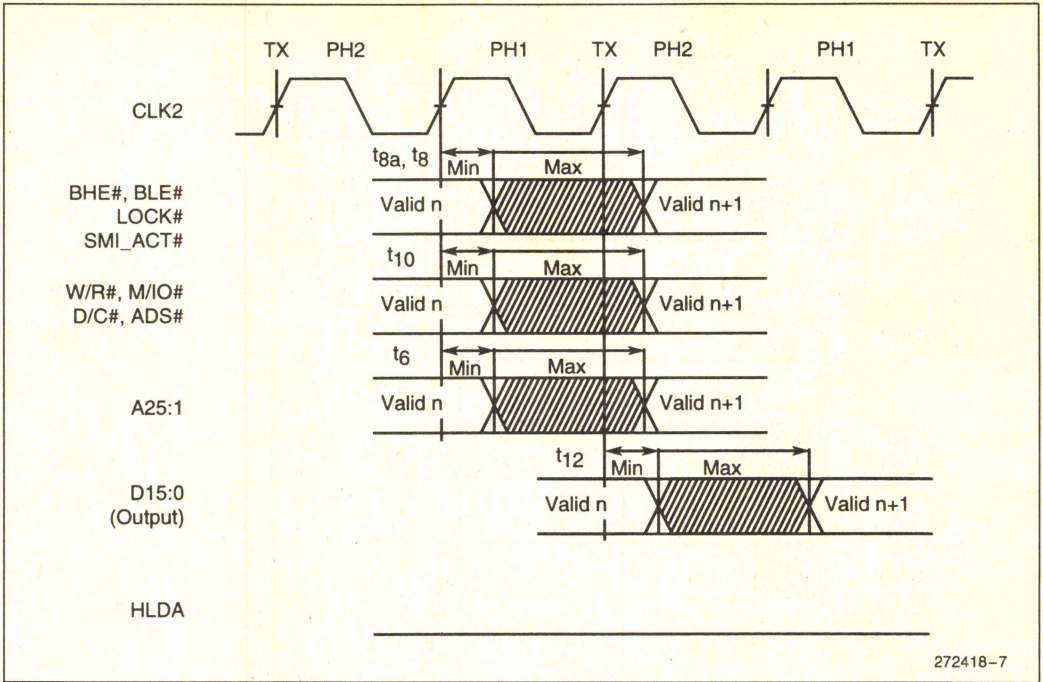 TX PH2 PH1 TX PH2 PH1 TX
CLK2
t8a, t8 Min Max
BHE#, BLE#
LOCK#
SMI_ACT#
Valid n Valid n+1
t10 Min Max
W/R#, M/IO#
D/C#, ADS#
Valid n Valid n+1
t6 Min Max
A25:1
Valid n Valid n+1
t12 Min Max
D15:0
(Output)
Valid n Valid n+1
HLDA
272418–7